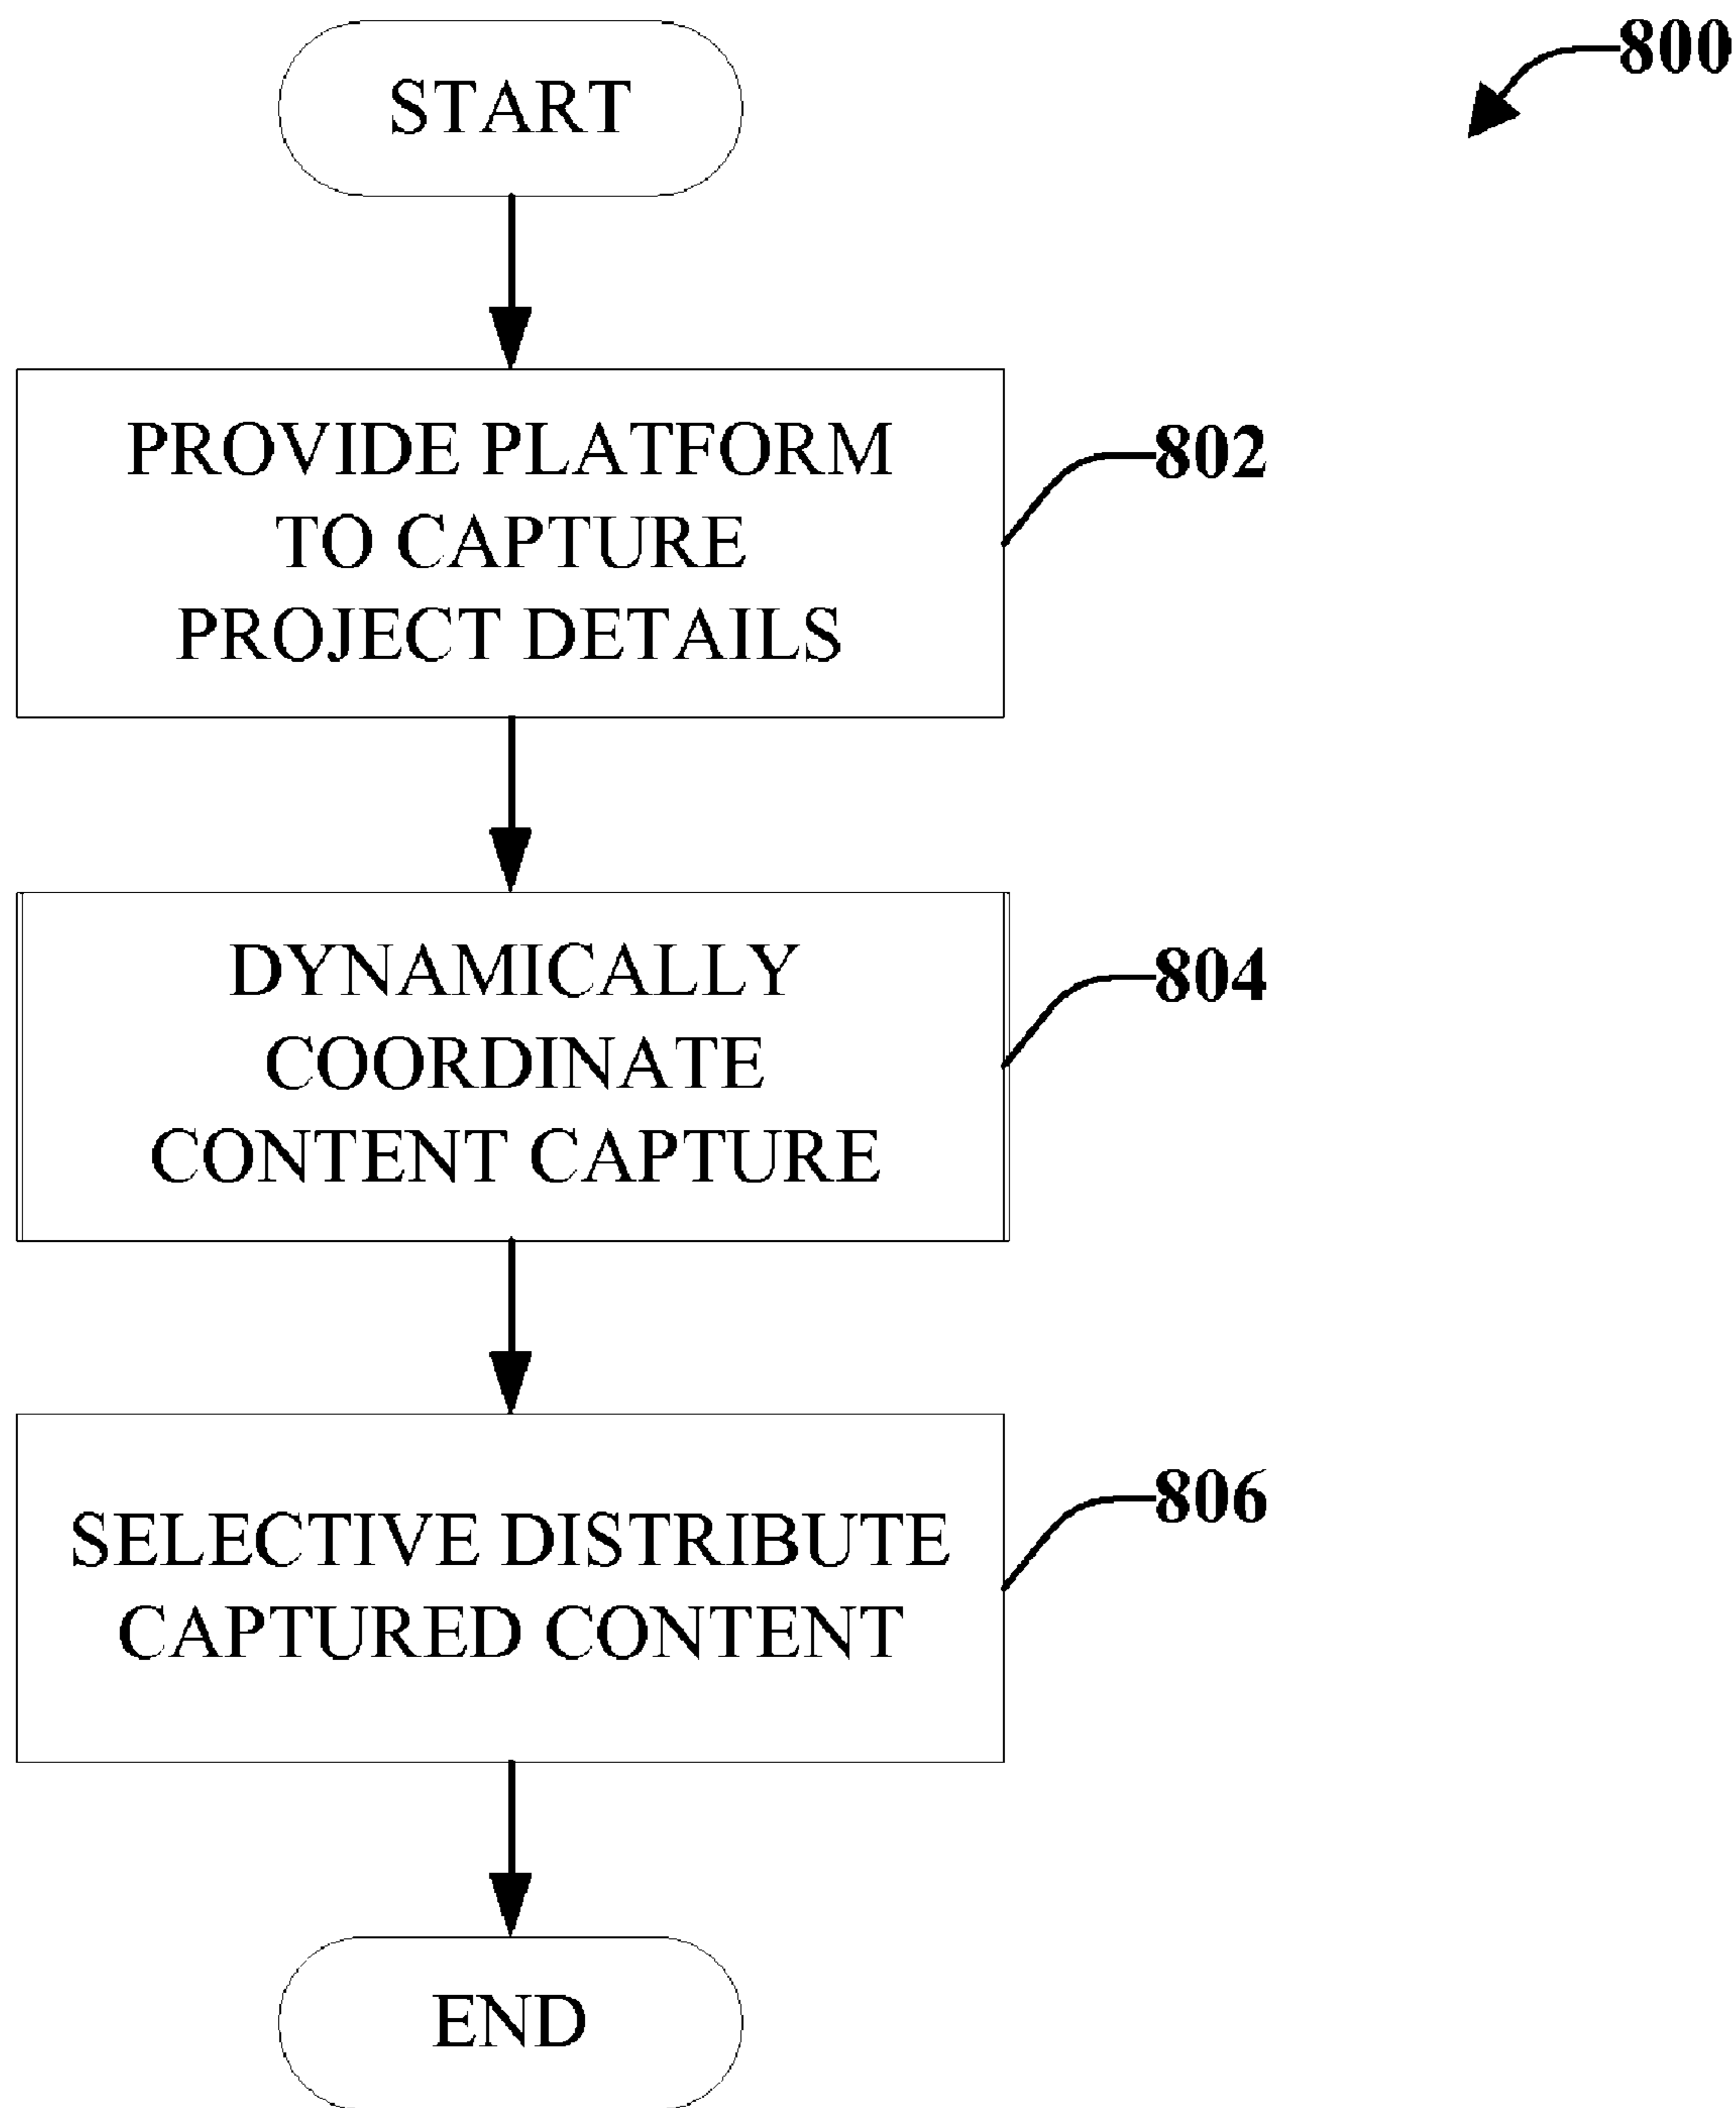 START
800
PROVIDE PLATFORM
TO CAPTURE
PROJECT DETAILS
802
DYNAMICALLY
COORDINATE
CONTENT CAPTURE
804
SELECTIVE DISTRIBUTE
CAPTURED CONTENT
806
END